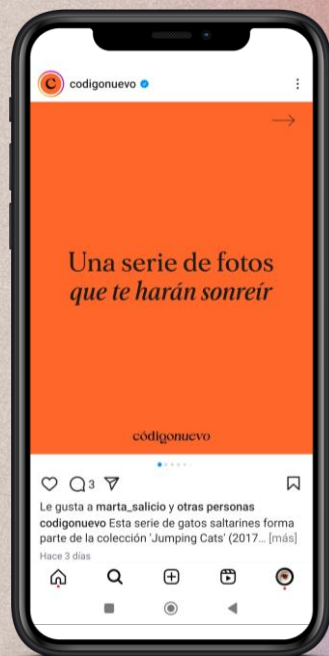 C
codigonuevo
Una serie de fotos
que te harán sonreír
códigonuevo
3
Le gusta a marta_salicio y otras personas
codigonuevo Esta serie de gatos saltarines forma
parte de la colección 'Jumping Cats' (2017... [más]
Hace 3 días